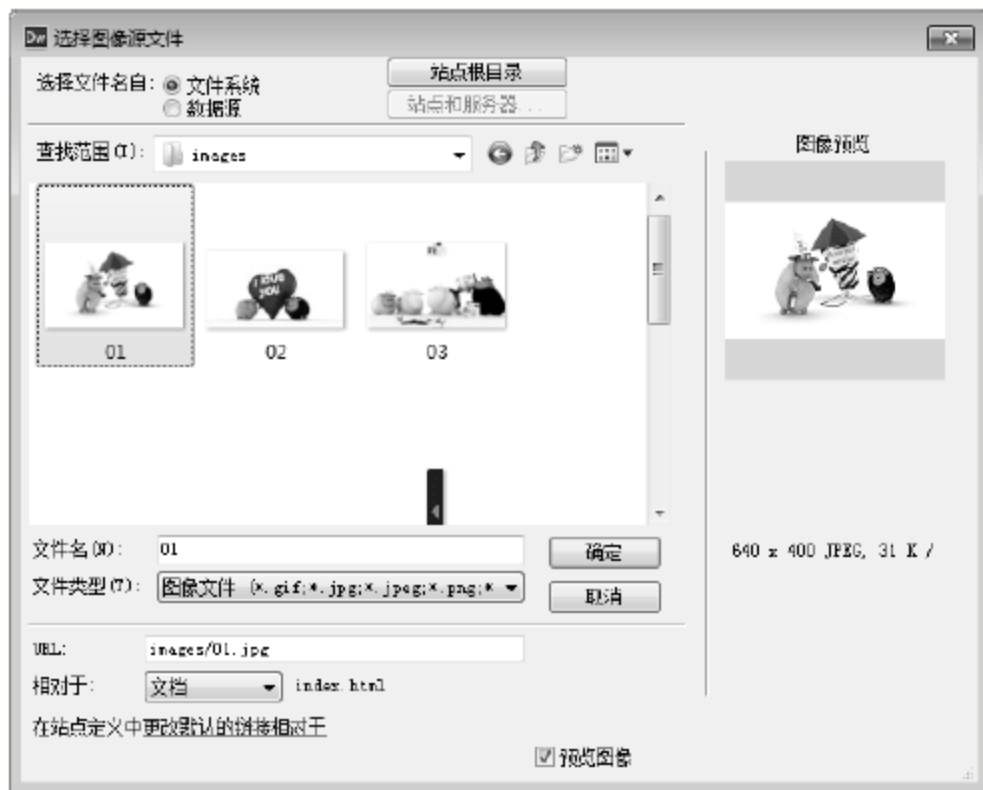 Dw 选择图像源文件
选择文件名自: 文件系统
数据源
站点根目录
站点和服务器...
查找范围(I): images
图像预览
I LOVE YOU
01
02
03
文件名(N): 01
确定
640 x 400 JPEG, 31 K /
文件类型(T): 图像文件 (*.gif;*.jpg;*.jpeg;*.png;*
取消
URL: images/01.jpg
相对于: 文档 index.html
在站点定义中更改默认的链接相对于
预览图像